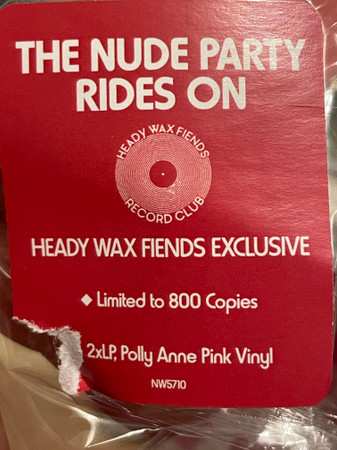 THE NUDE PARTY
RIDES ON
HEADY WAX FIENDS
RECORD CLUB
HEADY WAX FIENDS EXCLUSIVE
◆ Limited to 800 Copies
2xLP, Polly Anne Pink Vinyl
NW5710